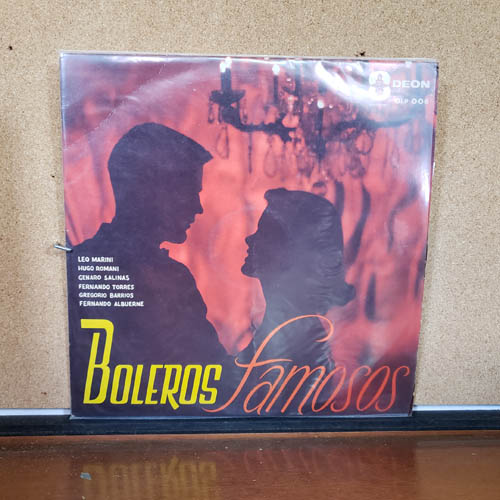 ODEON
OLP 006
LEO MARINI
HUGO ROMANI
GENARO SALINAS
FERNANDO TORRES
GREGORIO BARRIOS
FERNANDO ALBUERNE
BOLEROS famosos